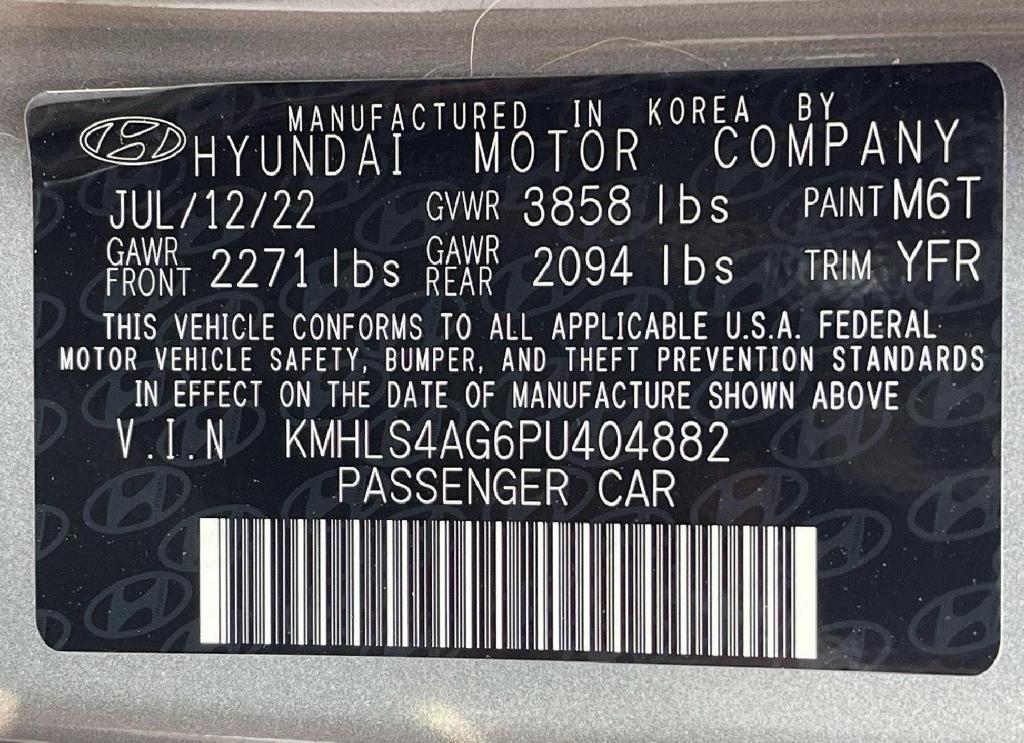 MANUFACTURED IN KOREA BY
HYUNDAI MOTOR COMPANY
JUL/12/22 GVWR 3858 lbs PAINT M6T
GAWR FRONT 2271 lbs GAWR REAR 2094 lbs TRIM YFR
THIS VEHICLE CONFORMS TO ALL APPLICABLE U.S.A. FEDERAL
MOTOR VEHICLE SAFETY, BUMPER, AND THEFT PREVENTION STANDARDS
IN EFFECT ON THE DATE OF MANUFACTURE SHOWN ABOVE
V.I.N KMHLS4AG6PU404882
PASSENGER CAR